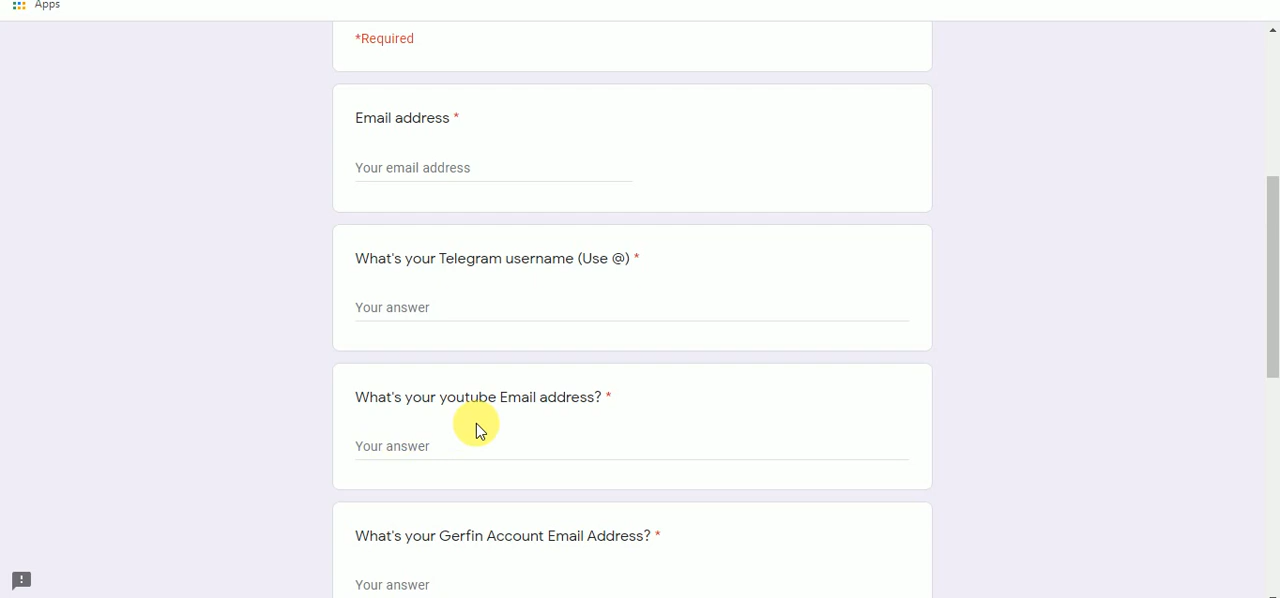 Apps
*Required
Email address *
Your email address
What's your Telegram username (Use @) *
Your answer
What's your youtube Email address? *
Your answer
What's your Gerfin Account Email Address? *
Your answer